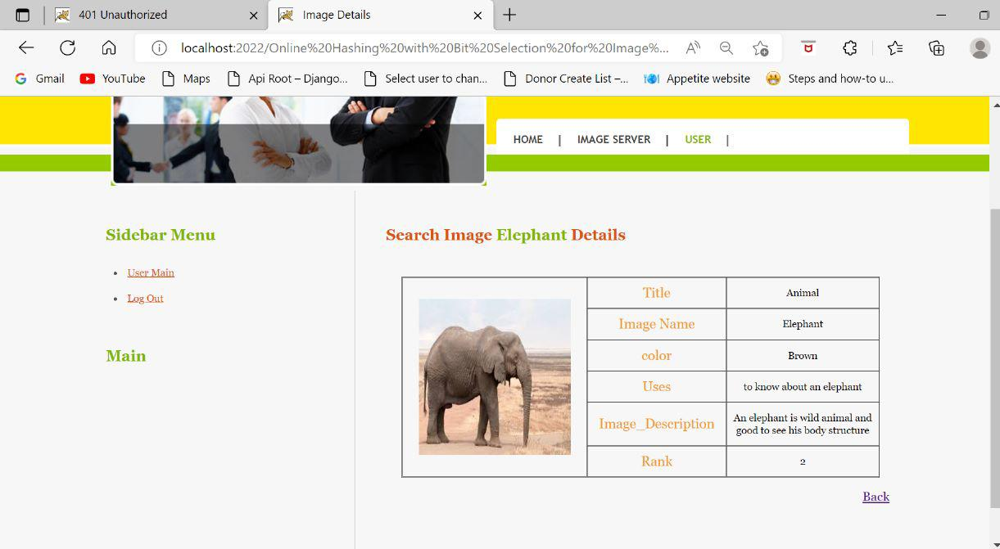 401 Unauthorized
Image Details
localhost:2022/Online%20Hashing%20with%20Bit%20Selection%20for%20Image%...
Gmail YouTube Maps Api Root – Django... Select user to chan... Donor Create List –... Appetite website Steps and how-to u...
HOME | IMAGE SERVER | USER |
Sidebar Menu
• User Main
• Log Out
Main
Search Image Elephant Details
Title Animal
Image Name Elephant
color Brown
Uses to know about an elephant
Image_Description An elephant is wild animal and
good to see his body structure
Rank 2
Back